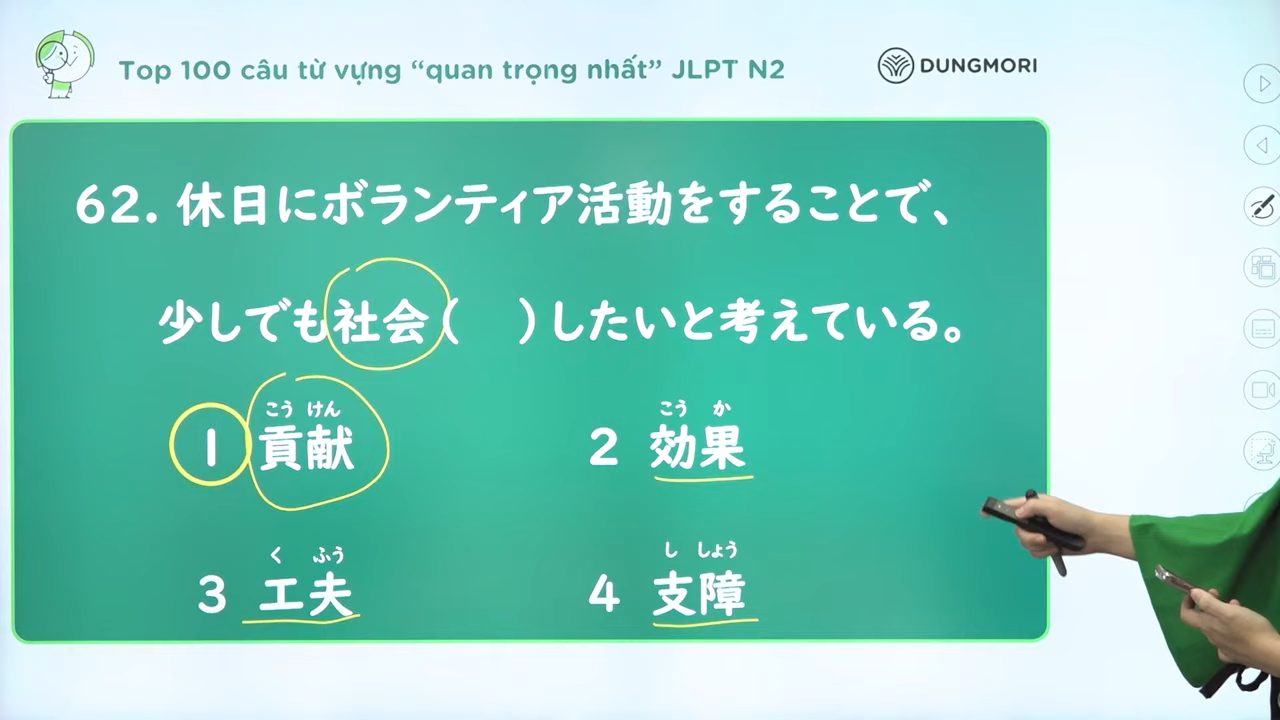 Top 100 câu từ vựng “quan trọng nhất” JLPT N2
DUNGMORI
62. 休日にボランティア活動をすることで、
少しでも社会（　）したいと考えている。
こう けん
1 貢献
こう か
2 効果
く ふう
3 工夫
し しょう
4 支障